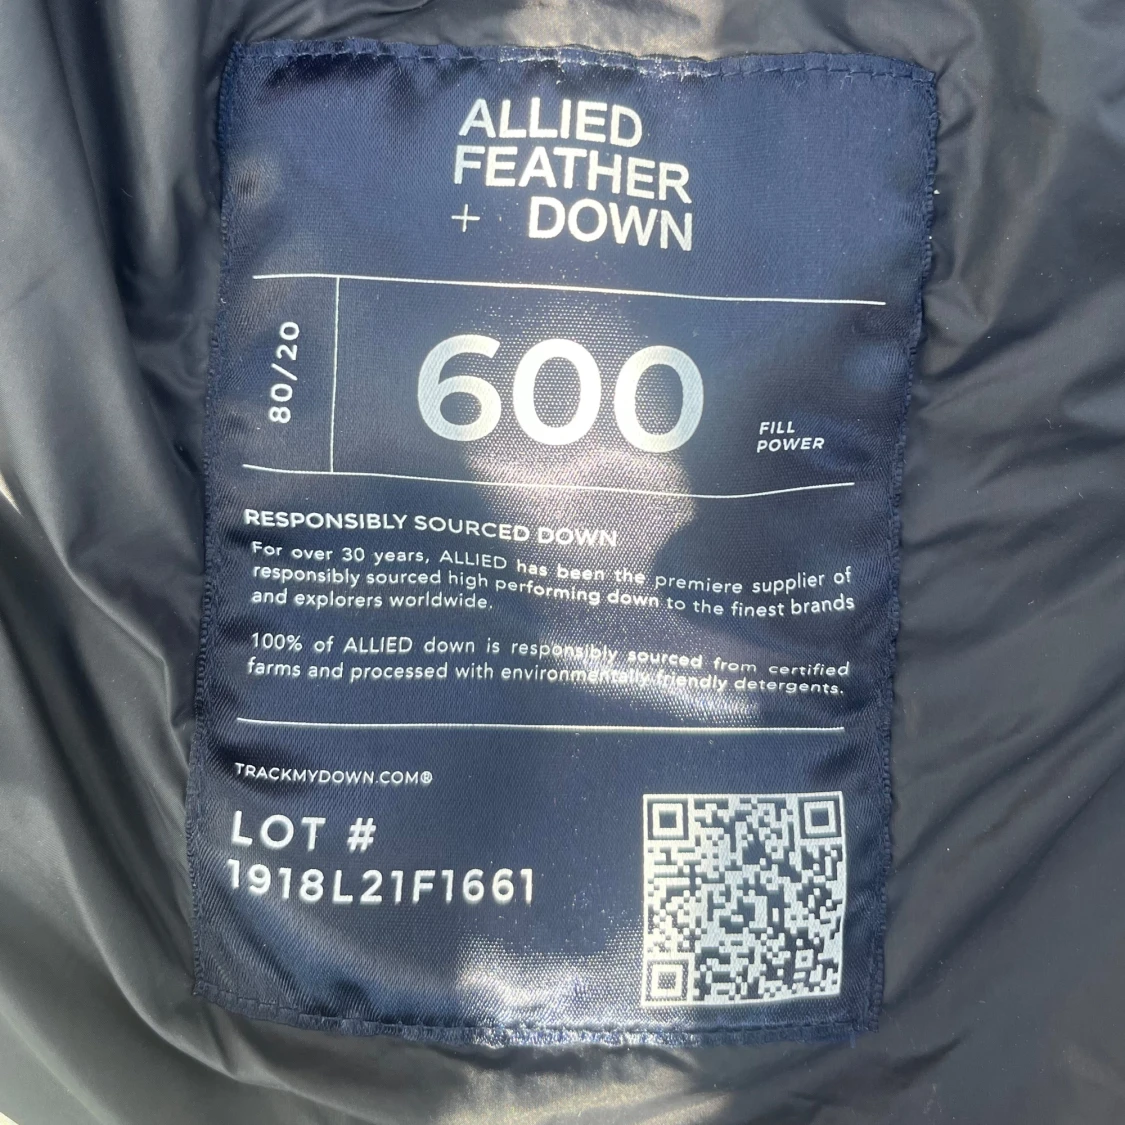 ALLIED
FEATHER
+ DOWN
80/20
600
FILL
POWER
RESPONSIBLY SOURCED DOWN
For over 30 years, ALLIED has been the premiere supplier of
responsibly sourced high performing down to the finest brands
and explorers worldwide.
100% of ALLIED down is responsibly sourced from certified
farms and processed with environmentally friendly detergents.
TRACKMYDOWN.COM®
LOT #
1918L21F1661